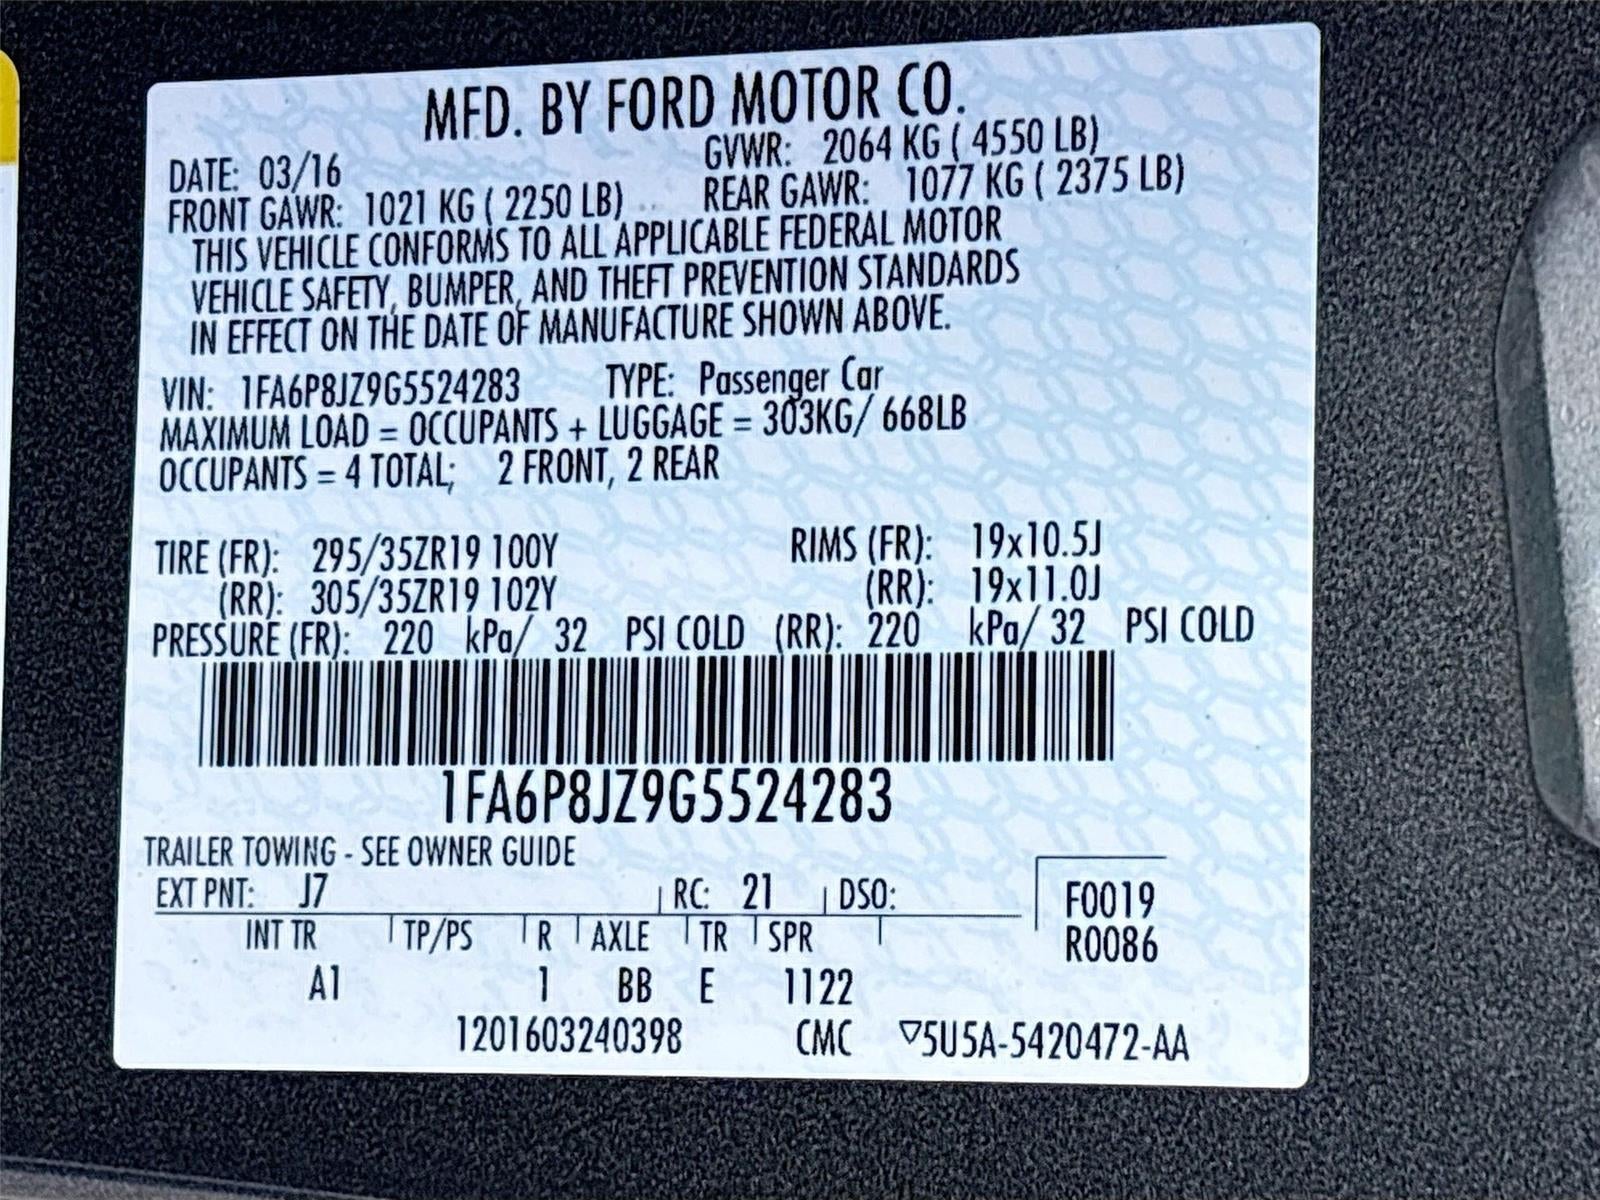 MFD. BY FORD MOTOR CO.
DATE: 03/16 GVWR: 2064 KG ( 4550 LB)
FRONT GAWR: 1021 KG ( 2250 LB) REAR GAWR: 1077 KG ( 2375 LB)
THIS VEHICLE CONFORMS TO ALL APPLICABLE FEDERAL MOTOR
VEHICLE SAFETY, BUMPER, AND THEFT PREVENTION STANDARDS
IN EFFECT ON THE DATE OF MANUFACTURE SHOWN ABOVE.
VIN: 1FA6P8JZ9G5524283 TYPE: Passenger Car
MAXIMUM LOAD = OCCUPANTS + LUGGAGE = 303KG/ 668LB
OCCUPANTS = 4 TOTAL; 2 FRONT, 2 REAR
TIRE (FR): 295/35ZR19 100Y RIMS (FR): 19x10.5J
(RR): 305/35ZR19 102Y (RR): 19x11.0J
PRESSURE (FR): 220 kPa/ 32 PSI COLD (RR): 220 kPa/ 32 PSI COLD
1FA6P8JZ9G5524283
TRAILER TOWING - SEE OWNER GUIDE
EXT PNT: J7 RC: 21 DSO: F0019
INT TR TP/PS R AXLE TR SPR R0086
A1 1 BB E 1122
1201603240398 CMC ▽5U5A-5420472-AA